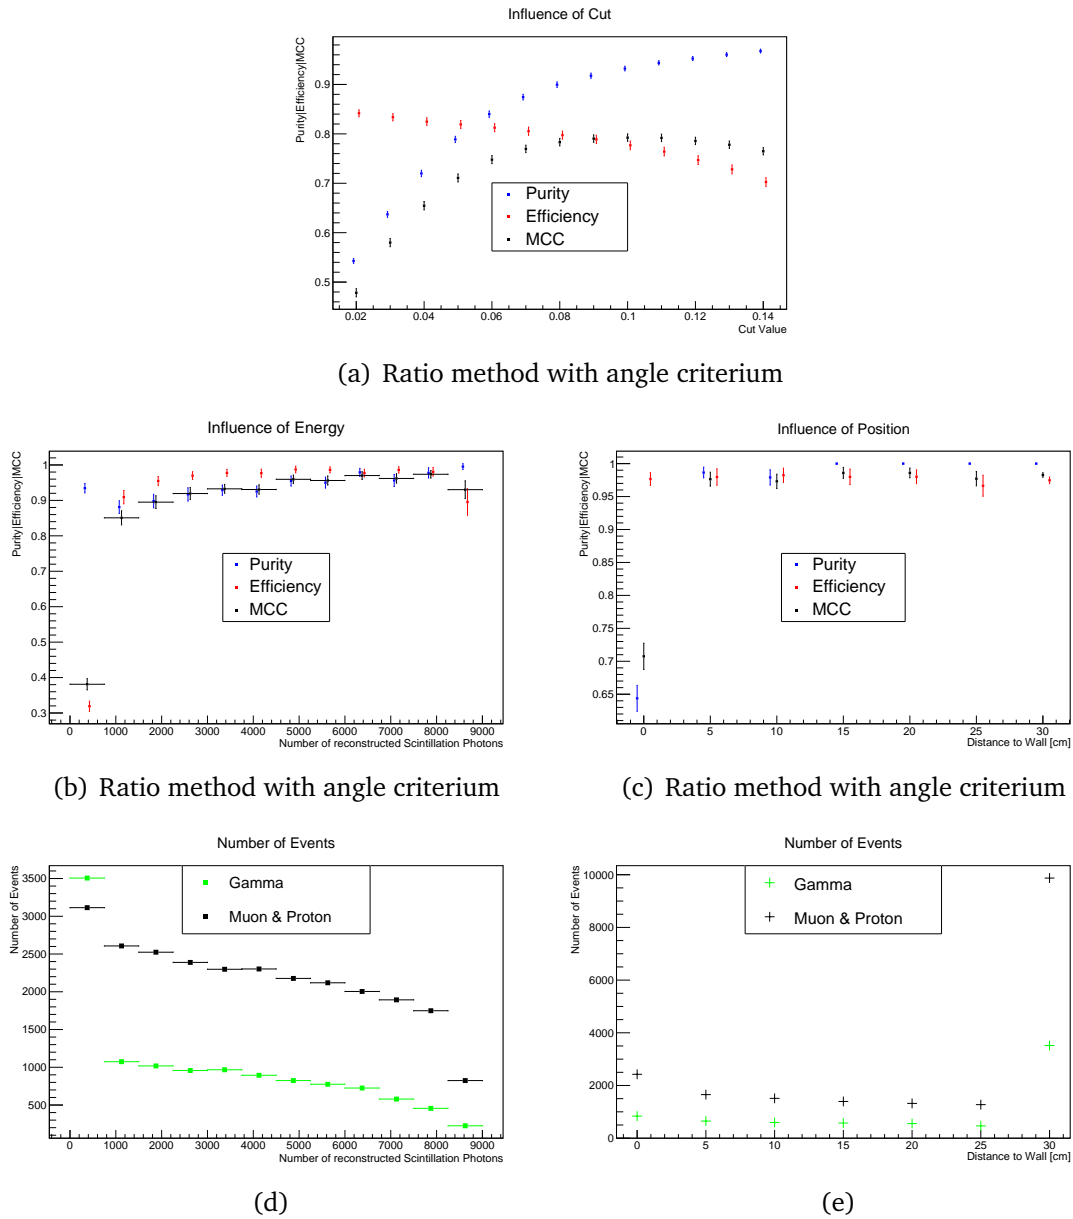 Influence of Cut
Purity|Efficiency|MCC
0.9
0.8
0.7
0.6
0.5
Purity
Efficiency
MCC
0.02 0.04 0.06 0.08 0.1 0.12 0.14
Cut Value
(a) Ratio method with angle criterium
Influence of Energy
Purity|Efficiency|MCC
1
0.9
0.8
0.7
0.6
0.5
0.4
0.3
Purity
Efficiency
MCC
0 1000 2000 3000 4000 5000 6000 7000 8000 9000
Number of reconstructed Scintillation Photons
(b) Ratio method with angle criterium
Influence of Position
Purity|Efficiency|MCC
1
0.95
0.9
0.85
0.8
0.75
0.7
0.65
Purity
Efficiency
MCC
0 5 10 15 20 25 30
Distance to Wall [cm]
(c) Ratio method with angle criterium
Number of Events
Number of Events
3500
3000
2500
2000
1500
1000
500
Gamma
Muon & Proton
0 1000 2000 3000 4000 5000 6000 7000 8000 9000
Number of reconstructed Scintillation Photons
(d)
Number of Events
Number of Events
10000
8000
6000
4000
2000
0
Gamma
Muon & Proton
0 5 10 15 20 25 30
Distance to Wall [cm]
(e)